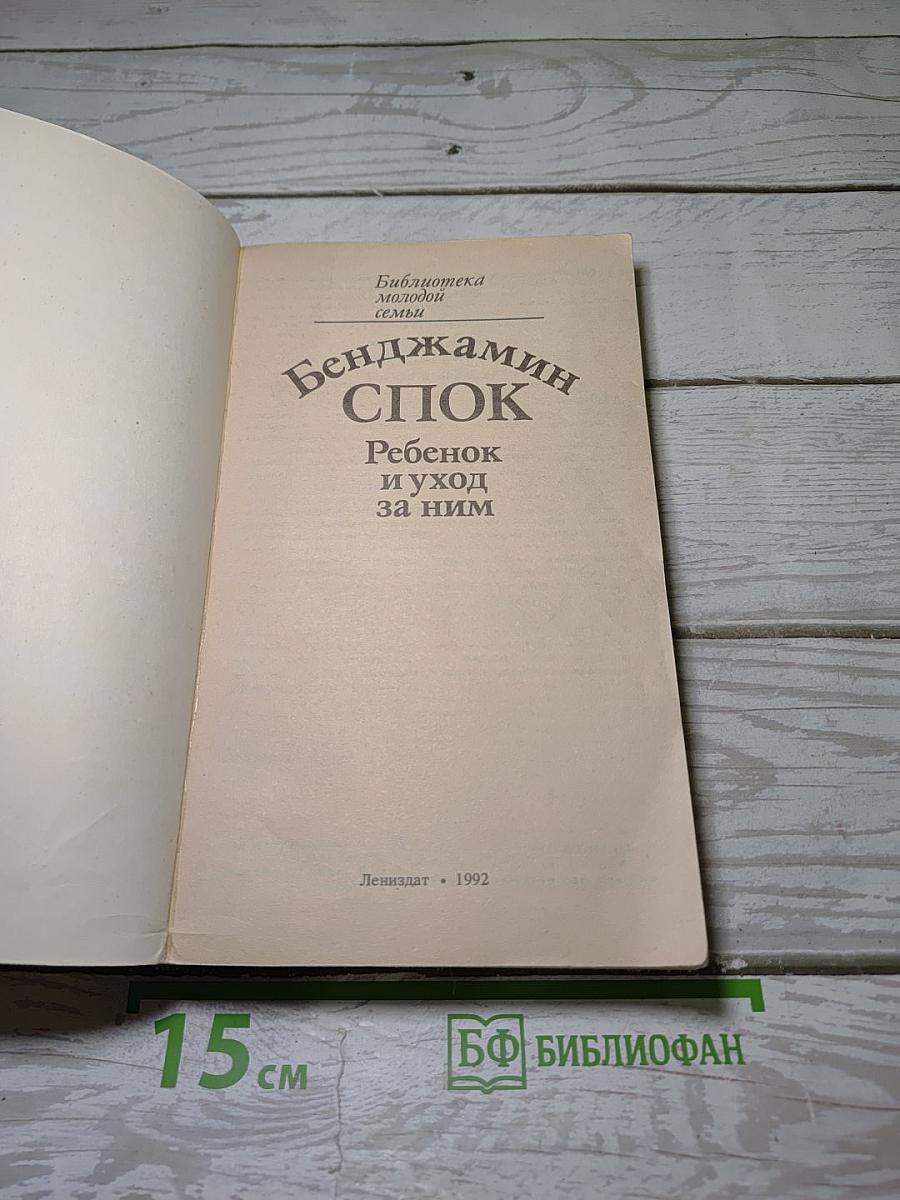 Библиотека
молодой
семьи
Бенджамин
СПОК
Ребенок
и уход
за ним
Лениздат • 1992
15 см
БФ БИБЛИОФАН